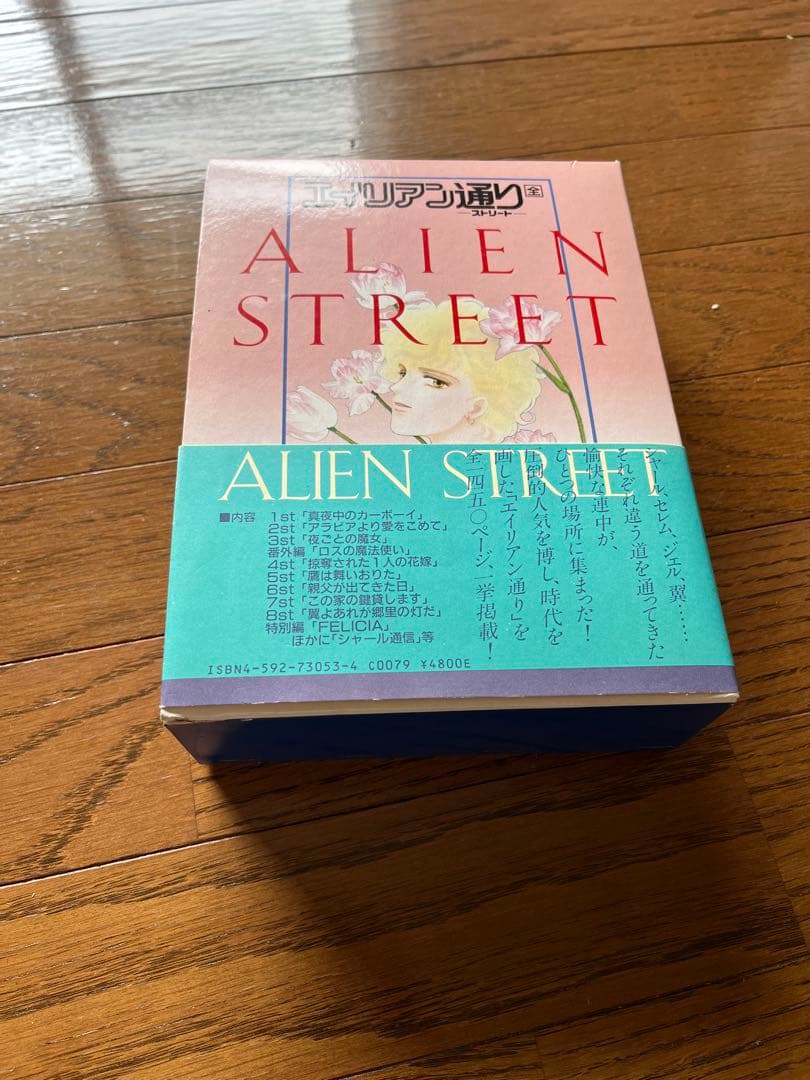 エイリアン通り 全
ストリート
ALIEN
STREET
ALIEN STREET
シャール、セレム、ジェル、翼……
それぞれ違う道を通ってきた
愉快な連中が、
ひとつの場所に集まった!
圧倒的人気を博し、時代を
画した「エイリアン通り」を
全一四五〇ページ、一挙掲載!
■内容 1st「真夜中のカーボーイ」
2st「アラビアより愛をこめて」
3st「夜ごとの魔女」
番外編「ロスの魔法使い」
4st「掠奪された1人の花嫁」
5st「鷹は舞いおりた」
6st「親父が出てきた日」
7st「この家の鍵貸します」
8st「翼よあれが郷里の灯だ」
特別編「FELICIA」
ほかに「シャール通信」等
ISBN4-592-73053-4 C0079 ¥4800E